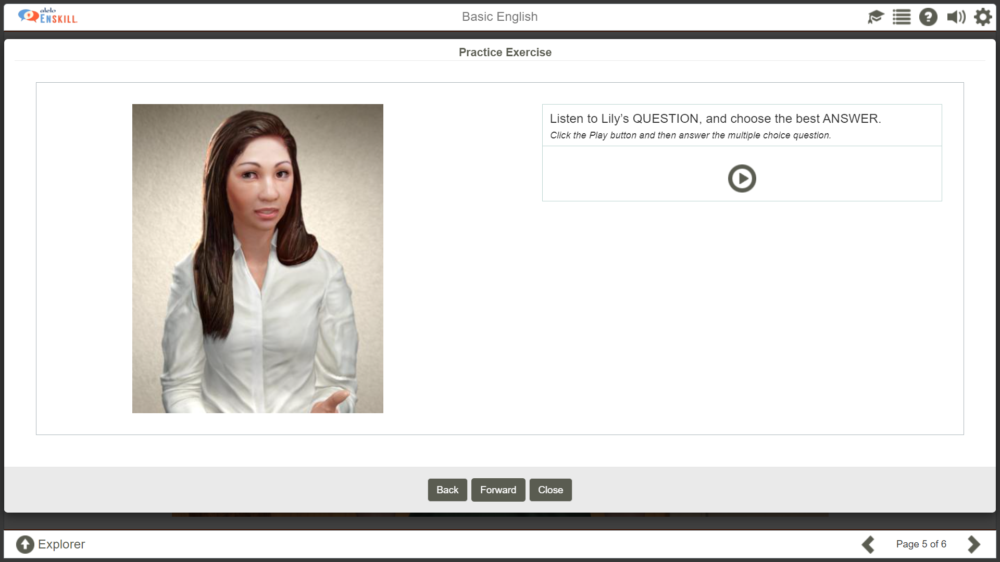 alelo
ENSKILL.
Basic English
Practice Exercise
Listen to Lily’s QUESTION, and choose the best ANSWER.
Click the Play button and then answer the multiple choice question.
Back
Forward
Close
Explorer
Page 5 of 6